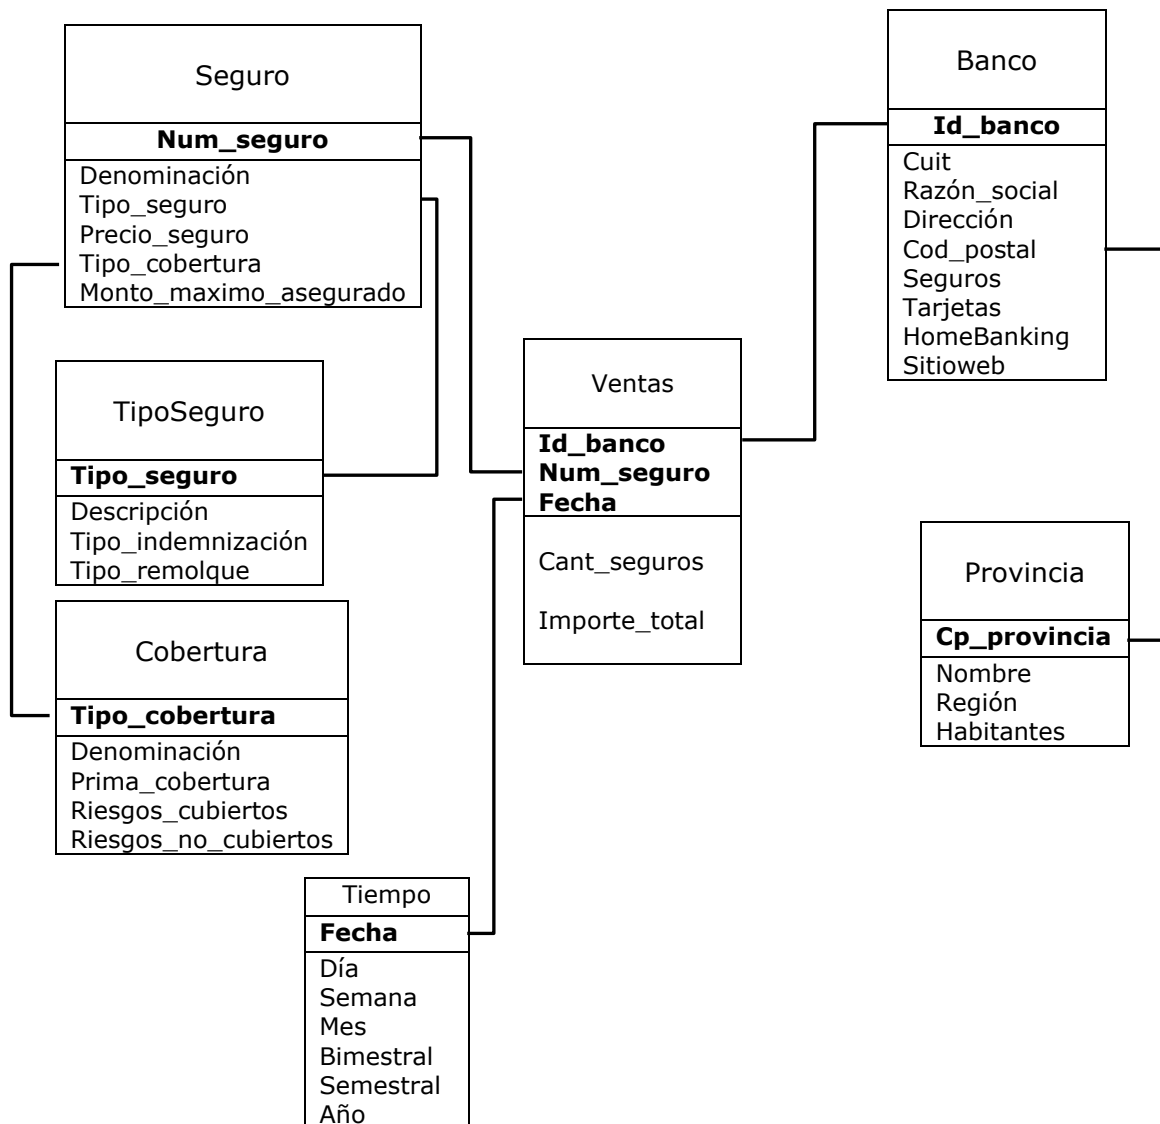 Seguro
Num_seguro
Denominación
Tipo_seguro
Precio_seguro
Tipo_cobertura
Monto_maximo_asegurado
TipoSeguro
Tipo_seguro
Descripción
Tipo_indemnización
Tipo_remolque
Cobertura
Tipo_cobertura
Denominación
Prima_cobertura
Riesgos_cubiertos
Riesgos_no_cubiertos
Tiempo
Fecha
Día
Semana
Mes
Bimestral
Semestral
Año
Ventas
Id_banco
Num_seguro
Fecha
Cant_seguros
Importe_total
Banco
Id_banco
Cuit
Razón_social
Dirección
Cod_postal
Seguros
Tarjetas
HomeBanking
Sitioweb
Provincia
Cp_provincia
Nombre
Región
Habitantes